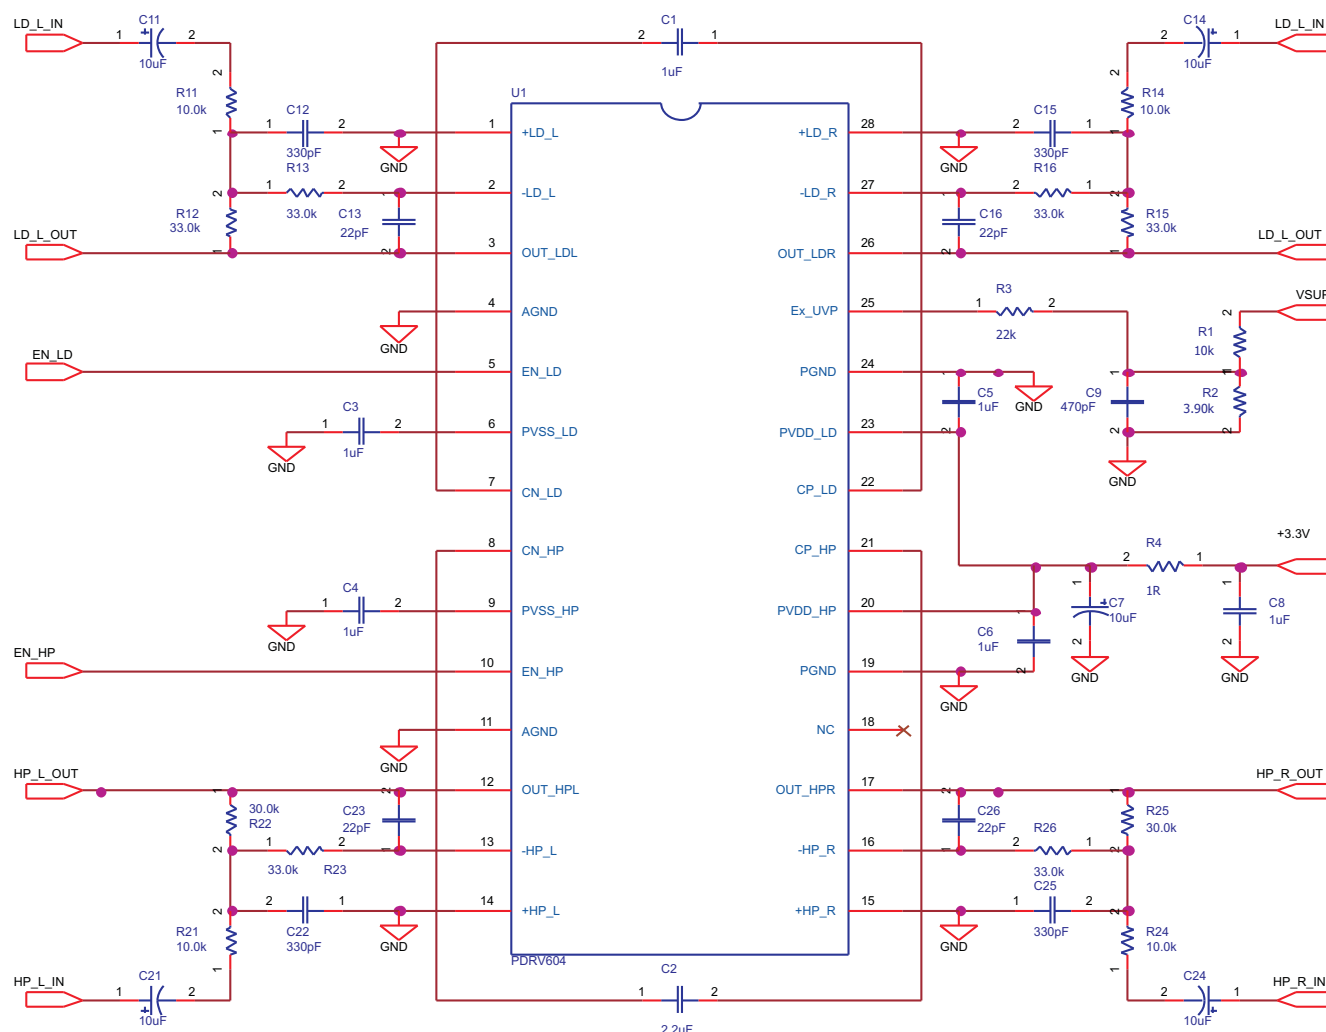 LD_L_IN
C11
1
2
10uF
2
R11
10.0k
1
C12
1
2
330pF
GND
R13
1
2
33.0k
2
R12
33.0k
1
C13
22pF
1
2
LD_L_OUT
GND
EN_LD
C3
1
2
1uF
GND
C4
1
2
1uF
GND
EN_HP
GND
HP_L_OUT
1
30.0k
R22
2
C23
22pF
2
1
1
2
33.0k
R23
2
1
C22
330pF
GND
2
R21
10.0k
1
HP_L_IN
C21
1
2
10uF
C1
2
1
1uF
U1
1
+LD_L
2
-LD_L
3
OUT_LDL
4
AGND
5
EN_LD
6
PVSS_LD
7
CN_LD
8
CN_HP
9
PVSS_HP
10
EN_HP
11
AGND
12
OUT_HPL
13
-HP_L
14
+HP_L
+LD_R
28
-LD_R
27
OUT_LDR
26
Ex_UVP
25
PGND
24
PVDD_LD
23
CP_LD
22
CP_HP
21
PVDD_HP
20
PGND
19
NC
18
OUT_HPR
17
-HP_R
16
+HP_R
15
PDRV604
C2
1
2
2.2uF
C14
LD_L_IN
2
1
10uF
2
R14
10.0k
1
C15
2
1
330pF
GND
R16
2
1
33.0k
2
R15
33.0k
1
C16
22pF
1
2
LD_L_OUT
R3
1
2
22k
VSUP
2
R1
10k
1
1
R2
3.90k
2
C5
1uF
1
2
GND
C9
470pF
1
2
GND
+3.3V
R4
2
1
1R
C7
10uF
1
2
GND
C8
1uF
1
2
GND
C6
1uF
1
2
GND
HP_R_OUT
C26
22pF
2
1
1
R25
30.0k
2
R26
2
1
33.0k
C25
1
2
330pF
GND
2
R24
10.0k
1
C24
2
1
10uF
HP_R_IN